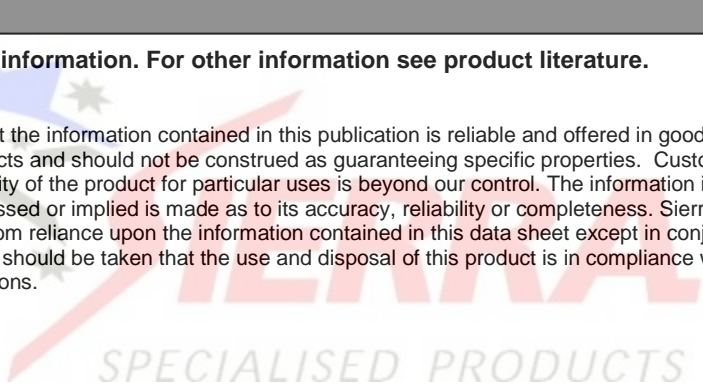 information. For other information see product literature.
t the information contained in this publication is reliable and offered in good
cts and should not be construed as guaranteeing specific properties. Custo
ity of the product for particular uses is beyond our control. The information i
ssed or implied is made as to its accuracy, reliability or completeness. Sierr
om reliance upon the information contained in this data sheet except in conj
should be taken that the use and disposal of this product is in compliance w
ons.
SIERRA
SPECIALISED PRODUCTS